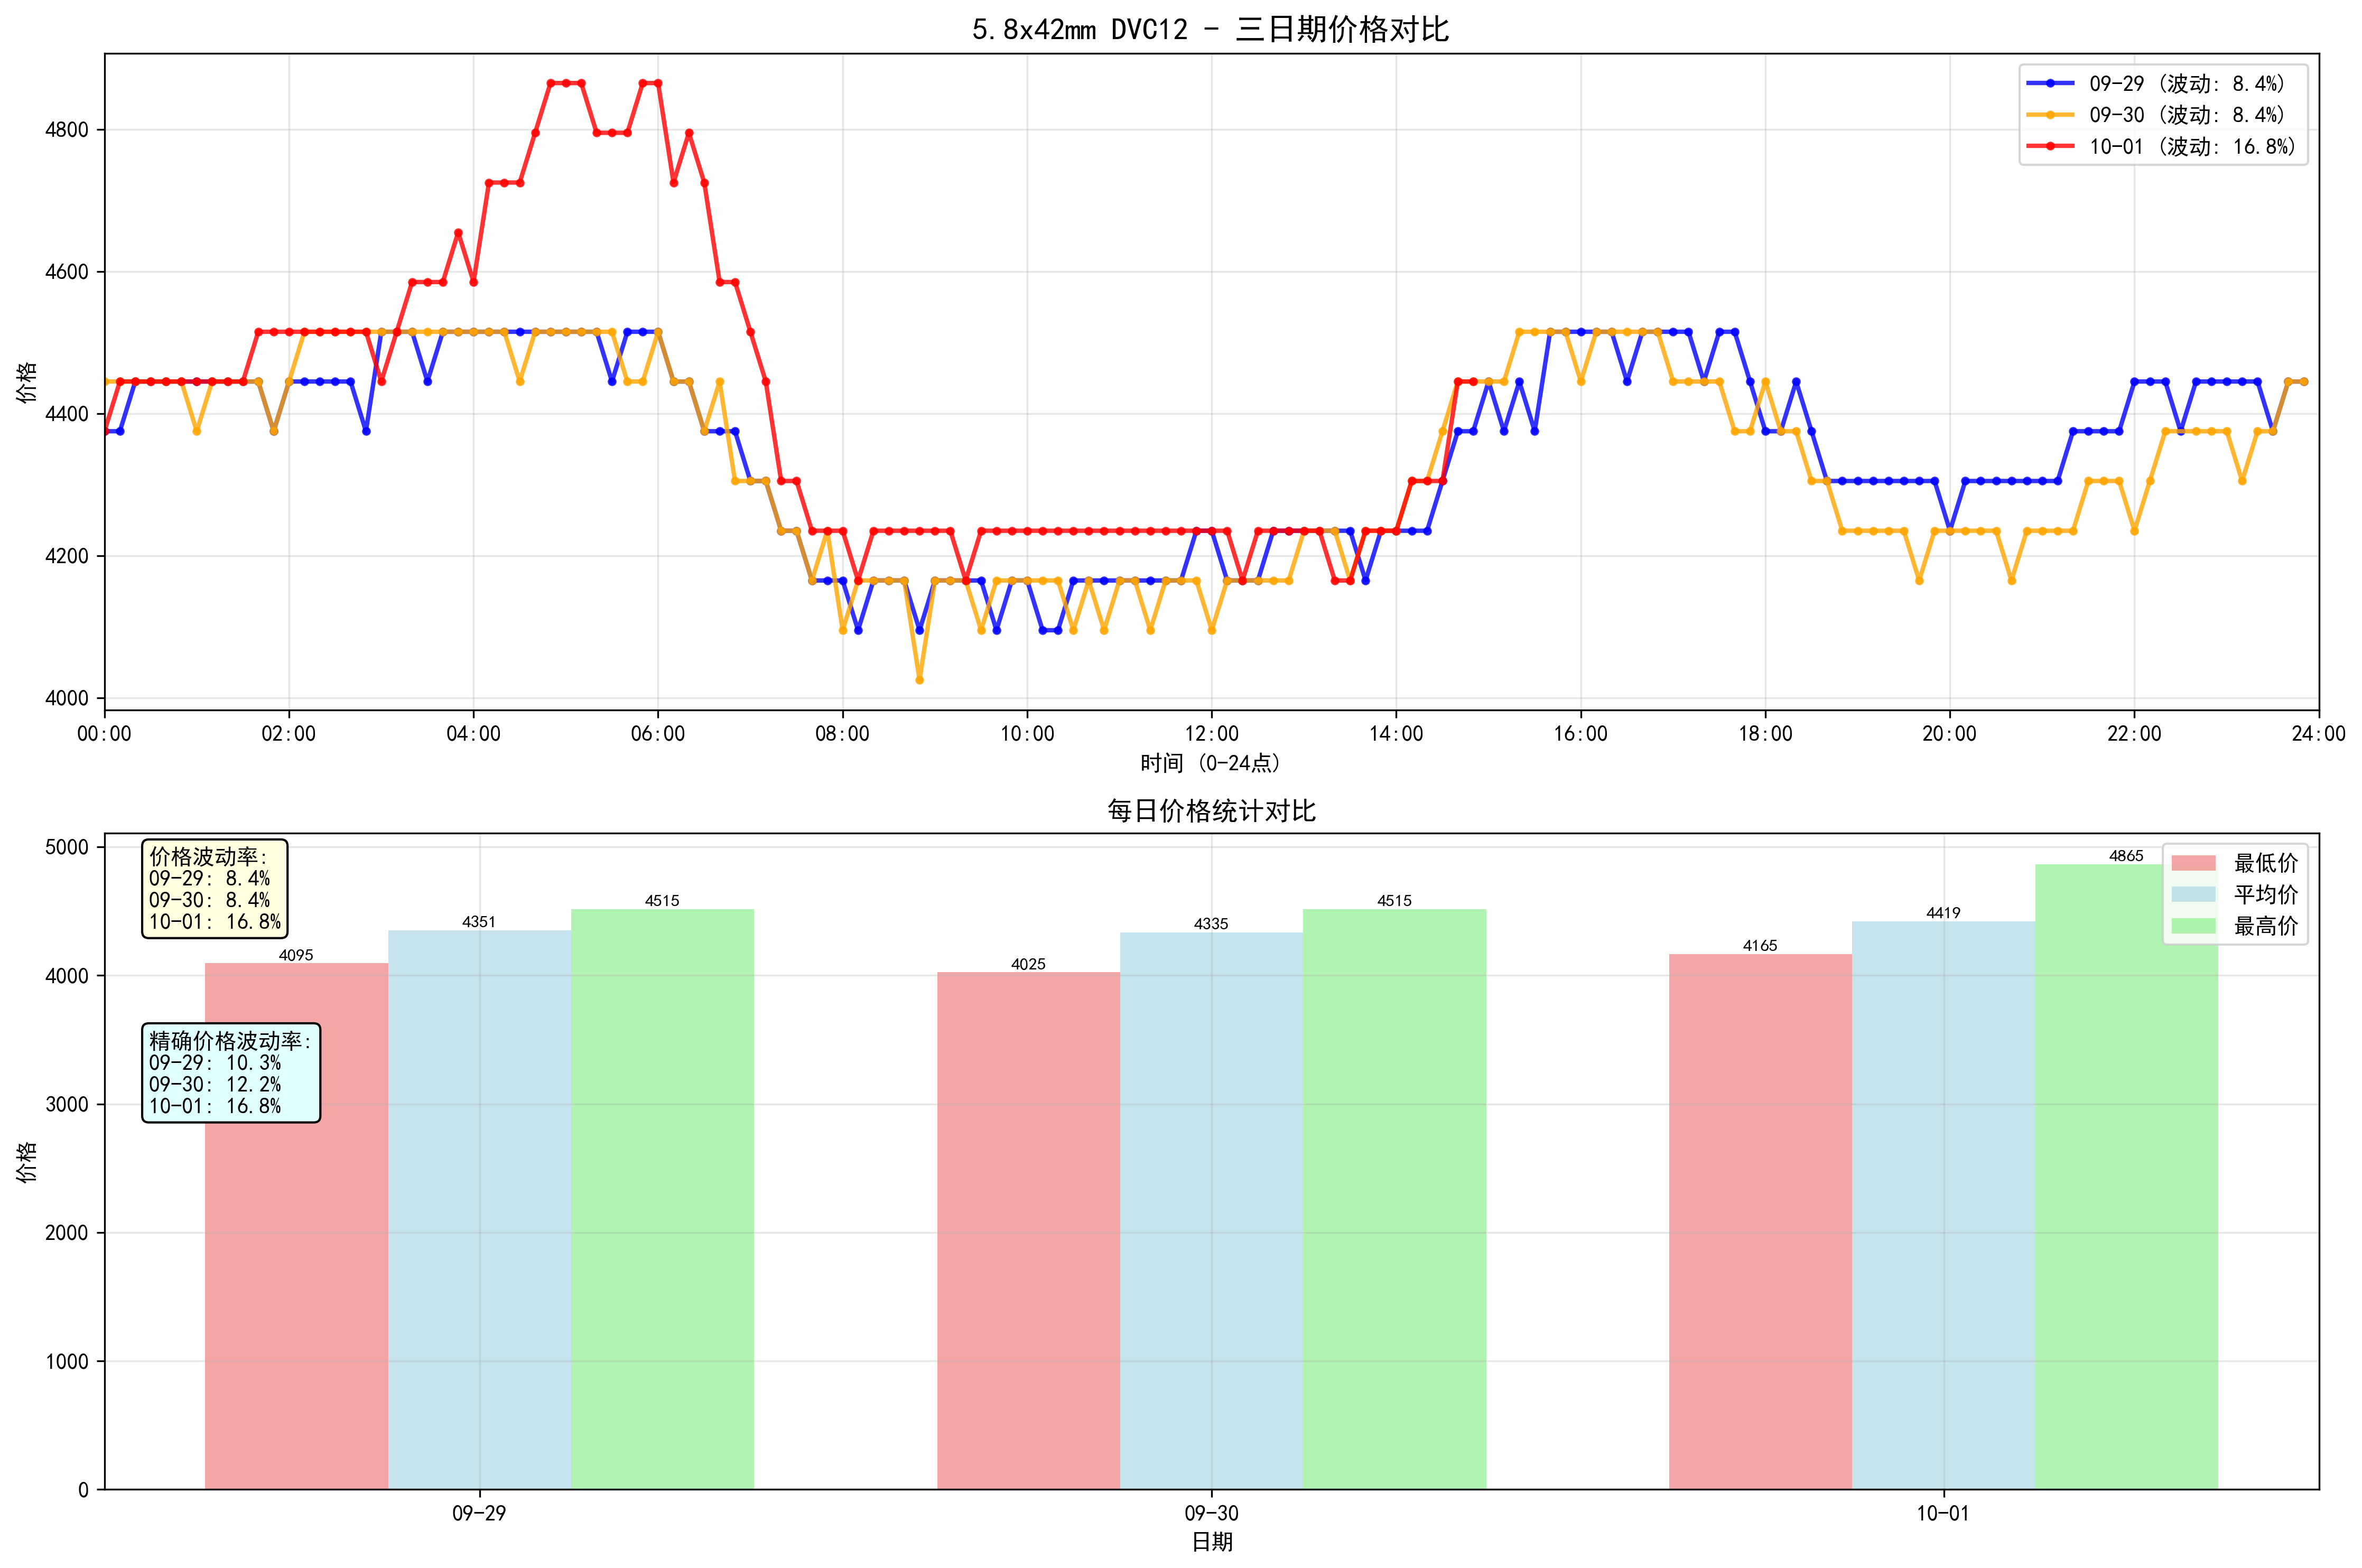 5.8x42mm DVC12 - 三日期价格对比
09-29 (波动: 8.4%)
09-30 (波动: 8.4%)
10-01 (波动: 16.8%)
价格
4800
4600
4400
4200
4000
00:00 02:00 04:00 06:00 08:00 10:00 12:00 14:00 16:00 18:00 20:00 22:00 24:00
时间 (0-24点)
每日价格统计对比
价格波动率:
09-29: 8.4%
09-30: 8.4%
10-01: 16.8%
精确价格波动率:
09-29: 10.3%
09-30: 12.2%
10-01: 16.8%
最低价
平均价
最高价
价格
5000
4000
3000
2000
1000
0
4095 4351 4515
4025 4335 4515
4165 4419 4865
09-29 09-30 10-01
日期